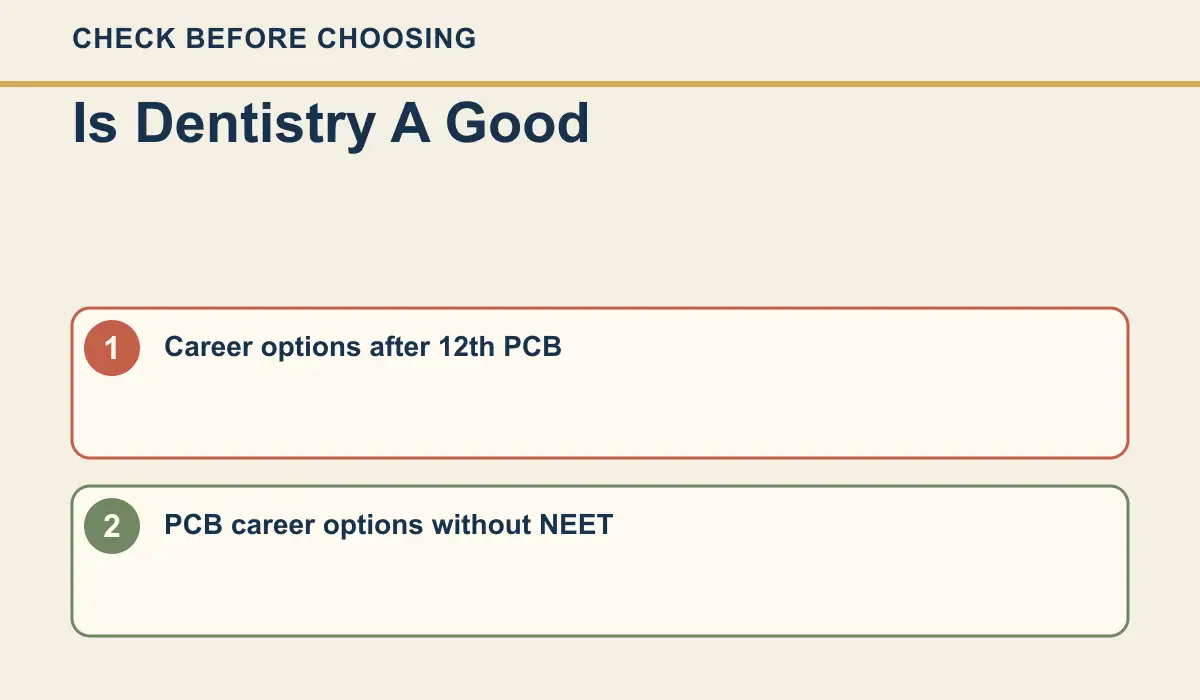 CHECK BEFORE CHOOSING
Is Dentistry A Good
1 Career options after 12th PCB
2 PCB career options without NEET